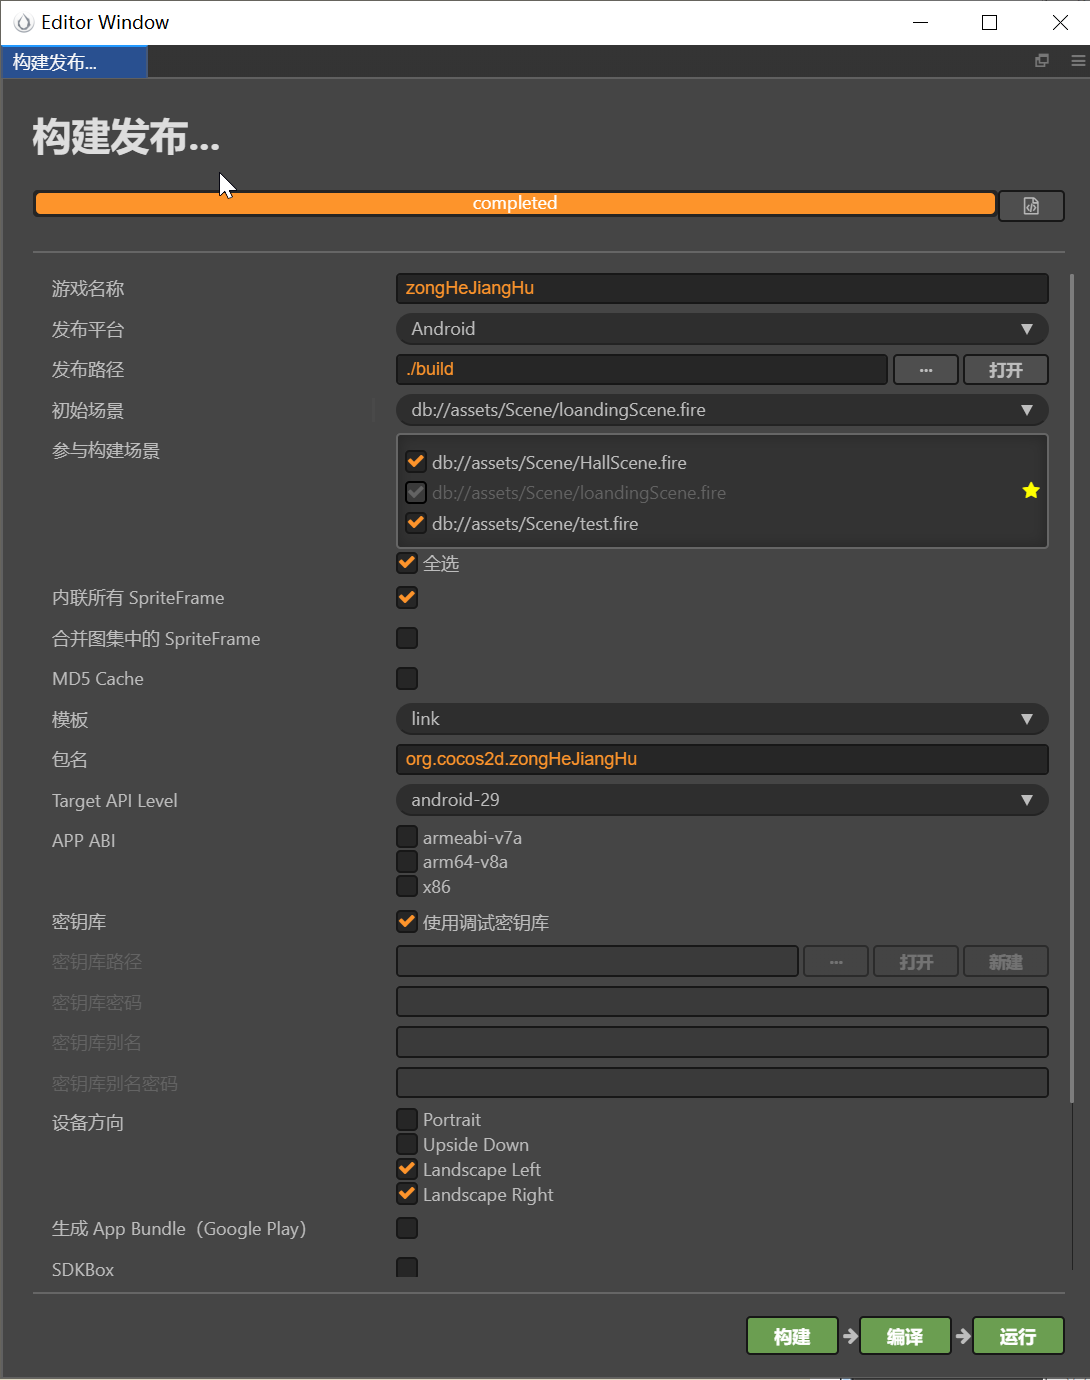 Editor Window
构建发布...
构建发布...
completed
游戏名称 zongHeJiangHu
发布平台 Android
发布路径 ./build ... 打开
初始场景 db://assets/Scene/loandingScene.fire
参与构建场景
db://assets/Scene/HallScene.fire
db://assets/Scene/loandingScene.fire
db://assets/Scene/test.fire
全选
内联所有 SpriteFrame
合并图集中的 SpriteFrame
MD5 Cache
模板 link
包名 org.cocos2d.zongHeJiangHu
Target API Level android-29
APP ABI armeabi-v7a
arm64-v8a
x86
密钥库 使用调试密钥库
密钥库路径 ... 打开 新建
密钥库密码
密钥库别名
密钥库别名密码
设备方向 Portrait
Upside Down
Landscape Left
Landscape Right
生成 App Bundle（Google Play）
SDKBox
构建 编译 运行